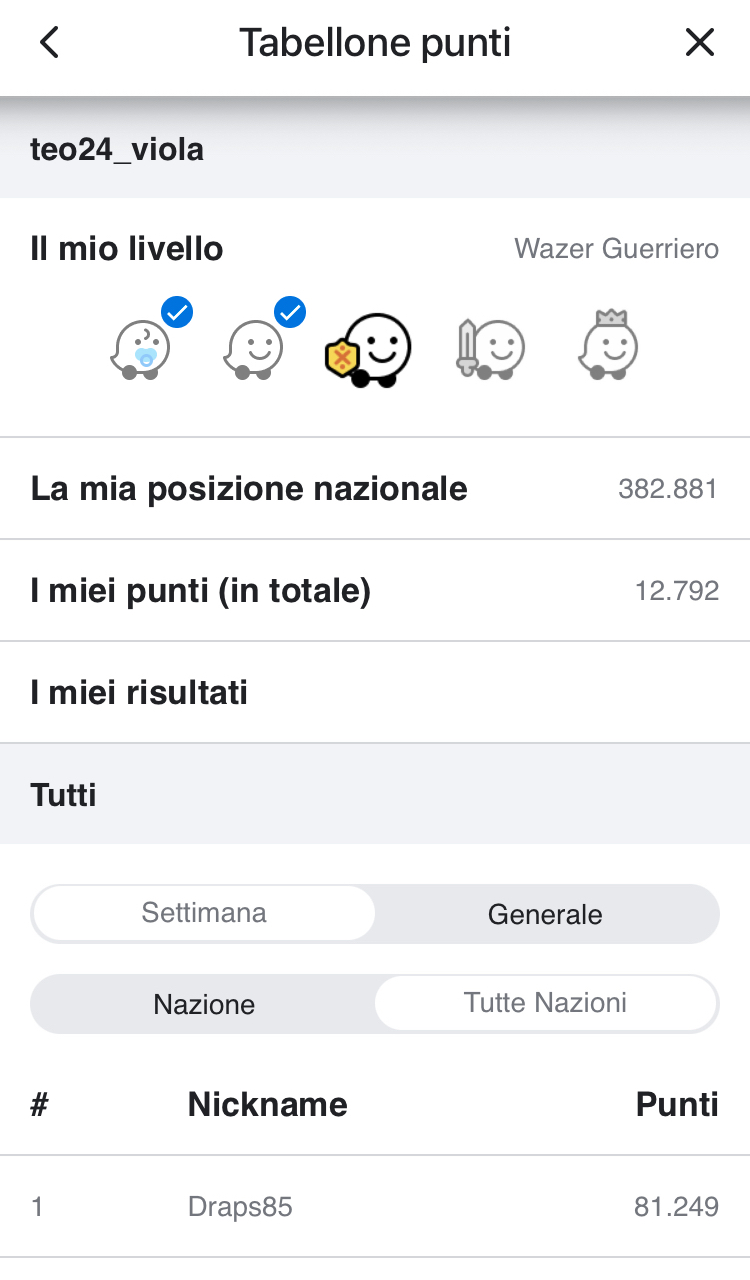 Tabellone punti
teo24_viola
Il mio livello
Wazer Guerriero
La mia posizione nazionale
382.881
I miei punti (in totale)
12.792
I miei risultati
Tutti
Settimana
Generale
Nazione
Tutte Nazioni
# Nickname Punti
1 Draps85 81.249